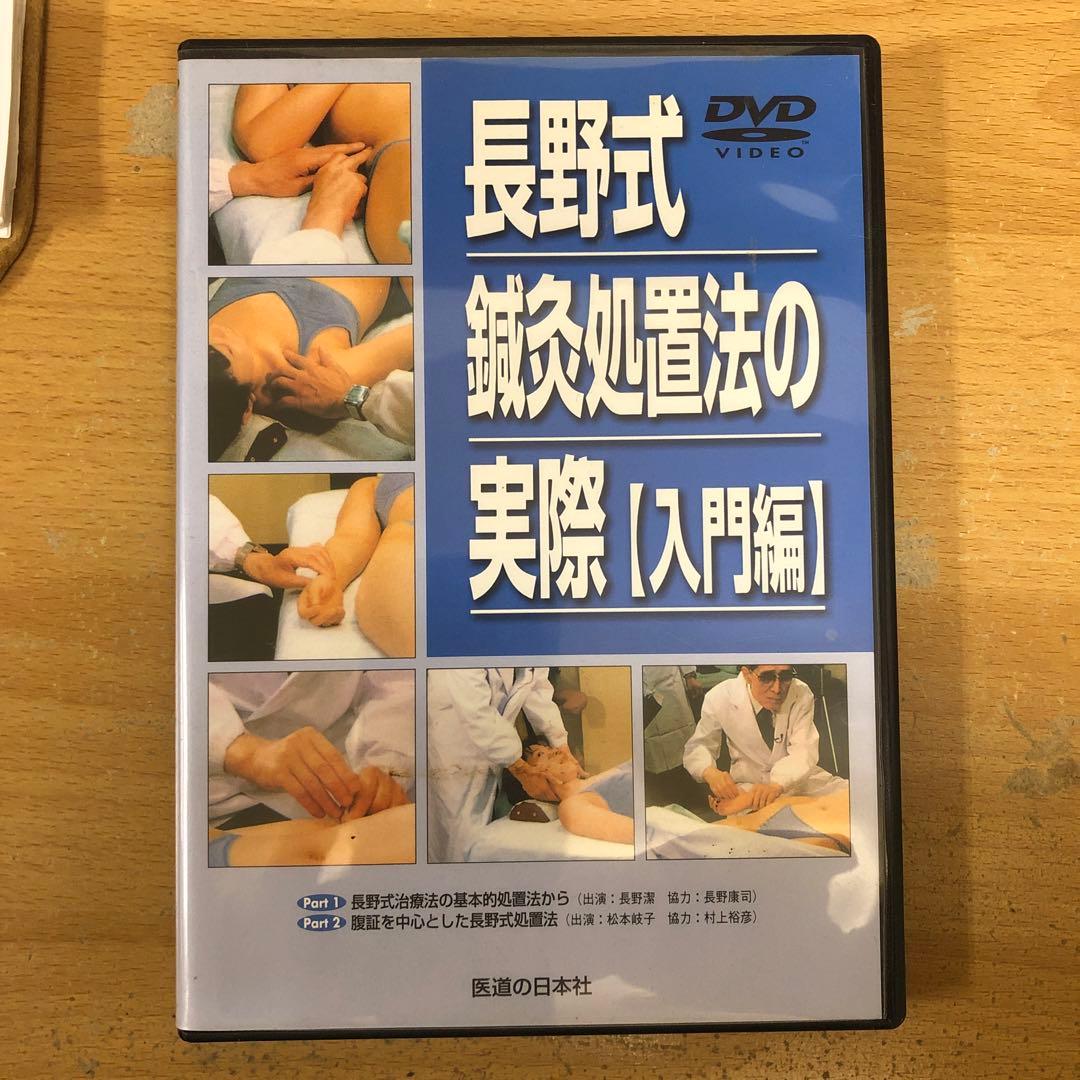 DVD
VIDEO
TM
長野式
鍼灸処置法の
実際【入門編】
Part 1 長野式治療法の基本的処置法から（出演：長野潔　協力：長野康司）
Part 2 腹証を中心とした長野式処置法（出演：松本岐子　協力：村上裕彦）
医道の日本社